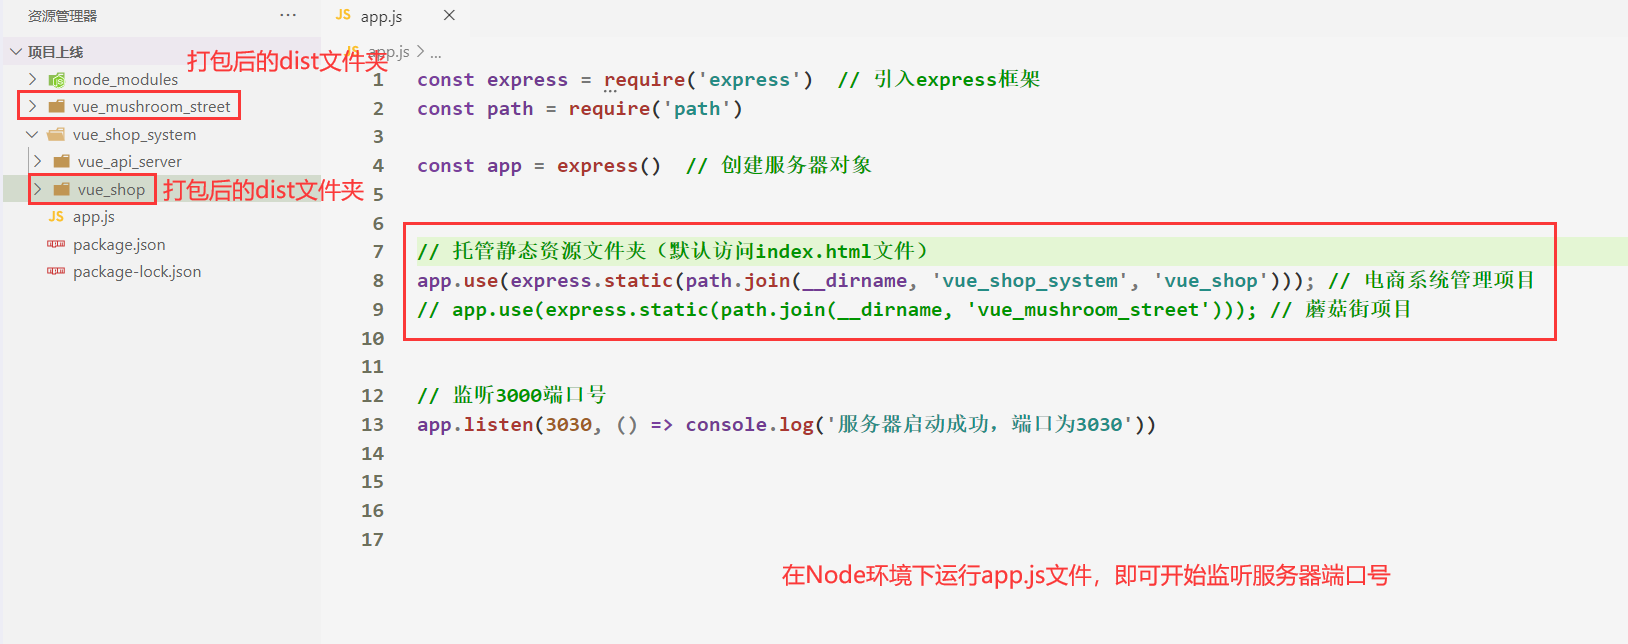 资源管理器 ...
JS app.js ×
项目上线
打包后的dist文件夹
JS app.js > ...
node_modules
vue_mushroom_street
vue_shop_system
vue_api_server
vue_shop 打包后的dist文件夹
JS app.js
package.json
package-lock.json
1 const express = require('express') // 引入express框架
2 const path = require('path')
3
4 const app = express() // 创建服务器对象
5
6
7 // 托管静态资源文件夹（默认访问index.html文件）
8 app.use(express.static(path.join(__dirname, 'vue_shop_system', 'vue_shop'))); // 电商系统管理项目
9 // app.use(express.static(path.join(__dirname, 'vue_mushroom_street'))); // 蘑菇街项目
10
11
12 // 监听3000端口号
13 app.listen(3030, () => console.log('服务器启动成功，端口为3030'))
14
15
16
17
在Node环境下运行app.js文件，即可开始监听服务器端口号